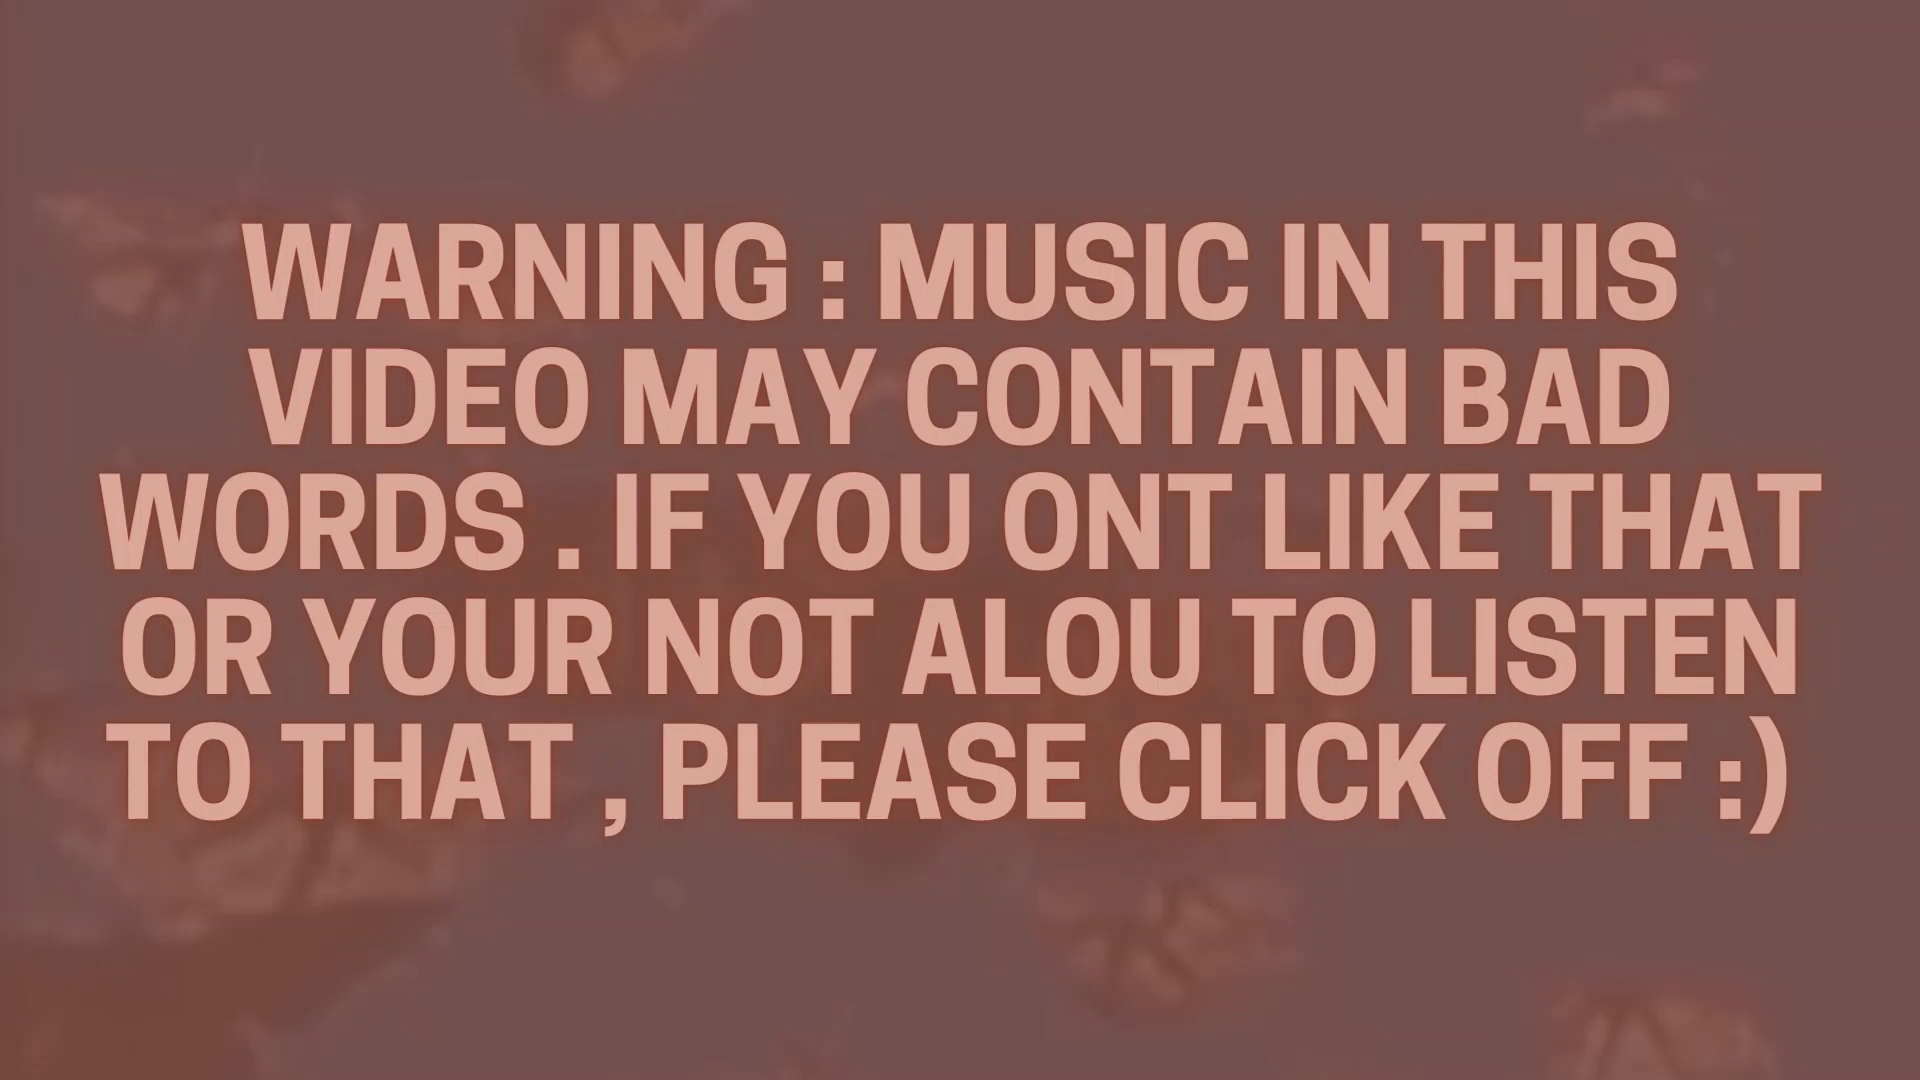 WARNING : MUSIC IN THIS
VIDEO MAY CONTAIN BAD
WORDS . IF YOU ONT LIKE THAT
OR YOUR NOT ALOU TO LISTEN
TO THAT , PLEASE CLICK OFF :)